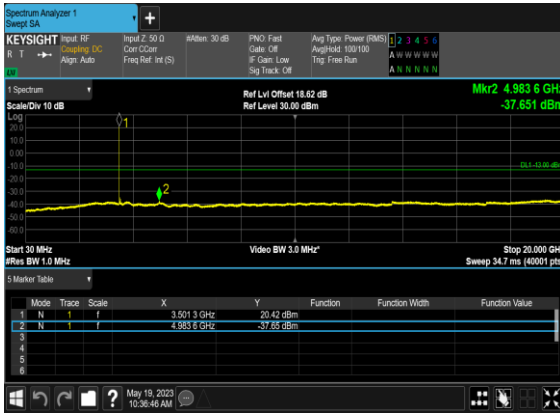 Spectrum Analyzer 1
Swept SA
+
KEYSIGHT
R T
LXI
Input: RF
Coupling: DC
Align: Auto
Input Z: 50 Ω
Corr CCorr
Freq Ref: Int (S)
#Atten: 30 dB
PNO: Fast
Gate: Off
IF Gain: Low
Sig Track: Off
Avg Type: Power (RMS)
Avg|Hold: 100/100
Trig: Free Run
1 2 3 4 5 6
A W W W W W
A N N N N N
1 Spectrum
Scale/Div 10 dB
Ref Lvl Offset 18.62 dB
Ref Level 30.00 dBm
Mkr2 4.983 6 GHz
-37.651 dBm
Log
20.0
10.0
0.00
-10.0
-20.0
-30.0
-40.0
-50.0
-60.0
1
2
DL1 -13.00 dBm
Start 30 MHz
#Res BW 1.0 MHz
Video BW 3.0 MHz*
Stop 20.000 GHz
Sweep 34.7 ms (40001 pts)
5 Marker Table
Mode Trace Scale X Y Function Function Width Function Value
1 N 1 f 3.501 3 GHz 20.42 dBm
2 N 1 f 4.983 6 GHz -37.65 dBm
3
4
5
6
?
May 19, 2023
10:36:46 AM